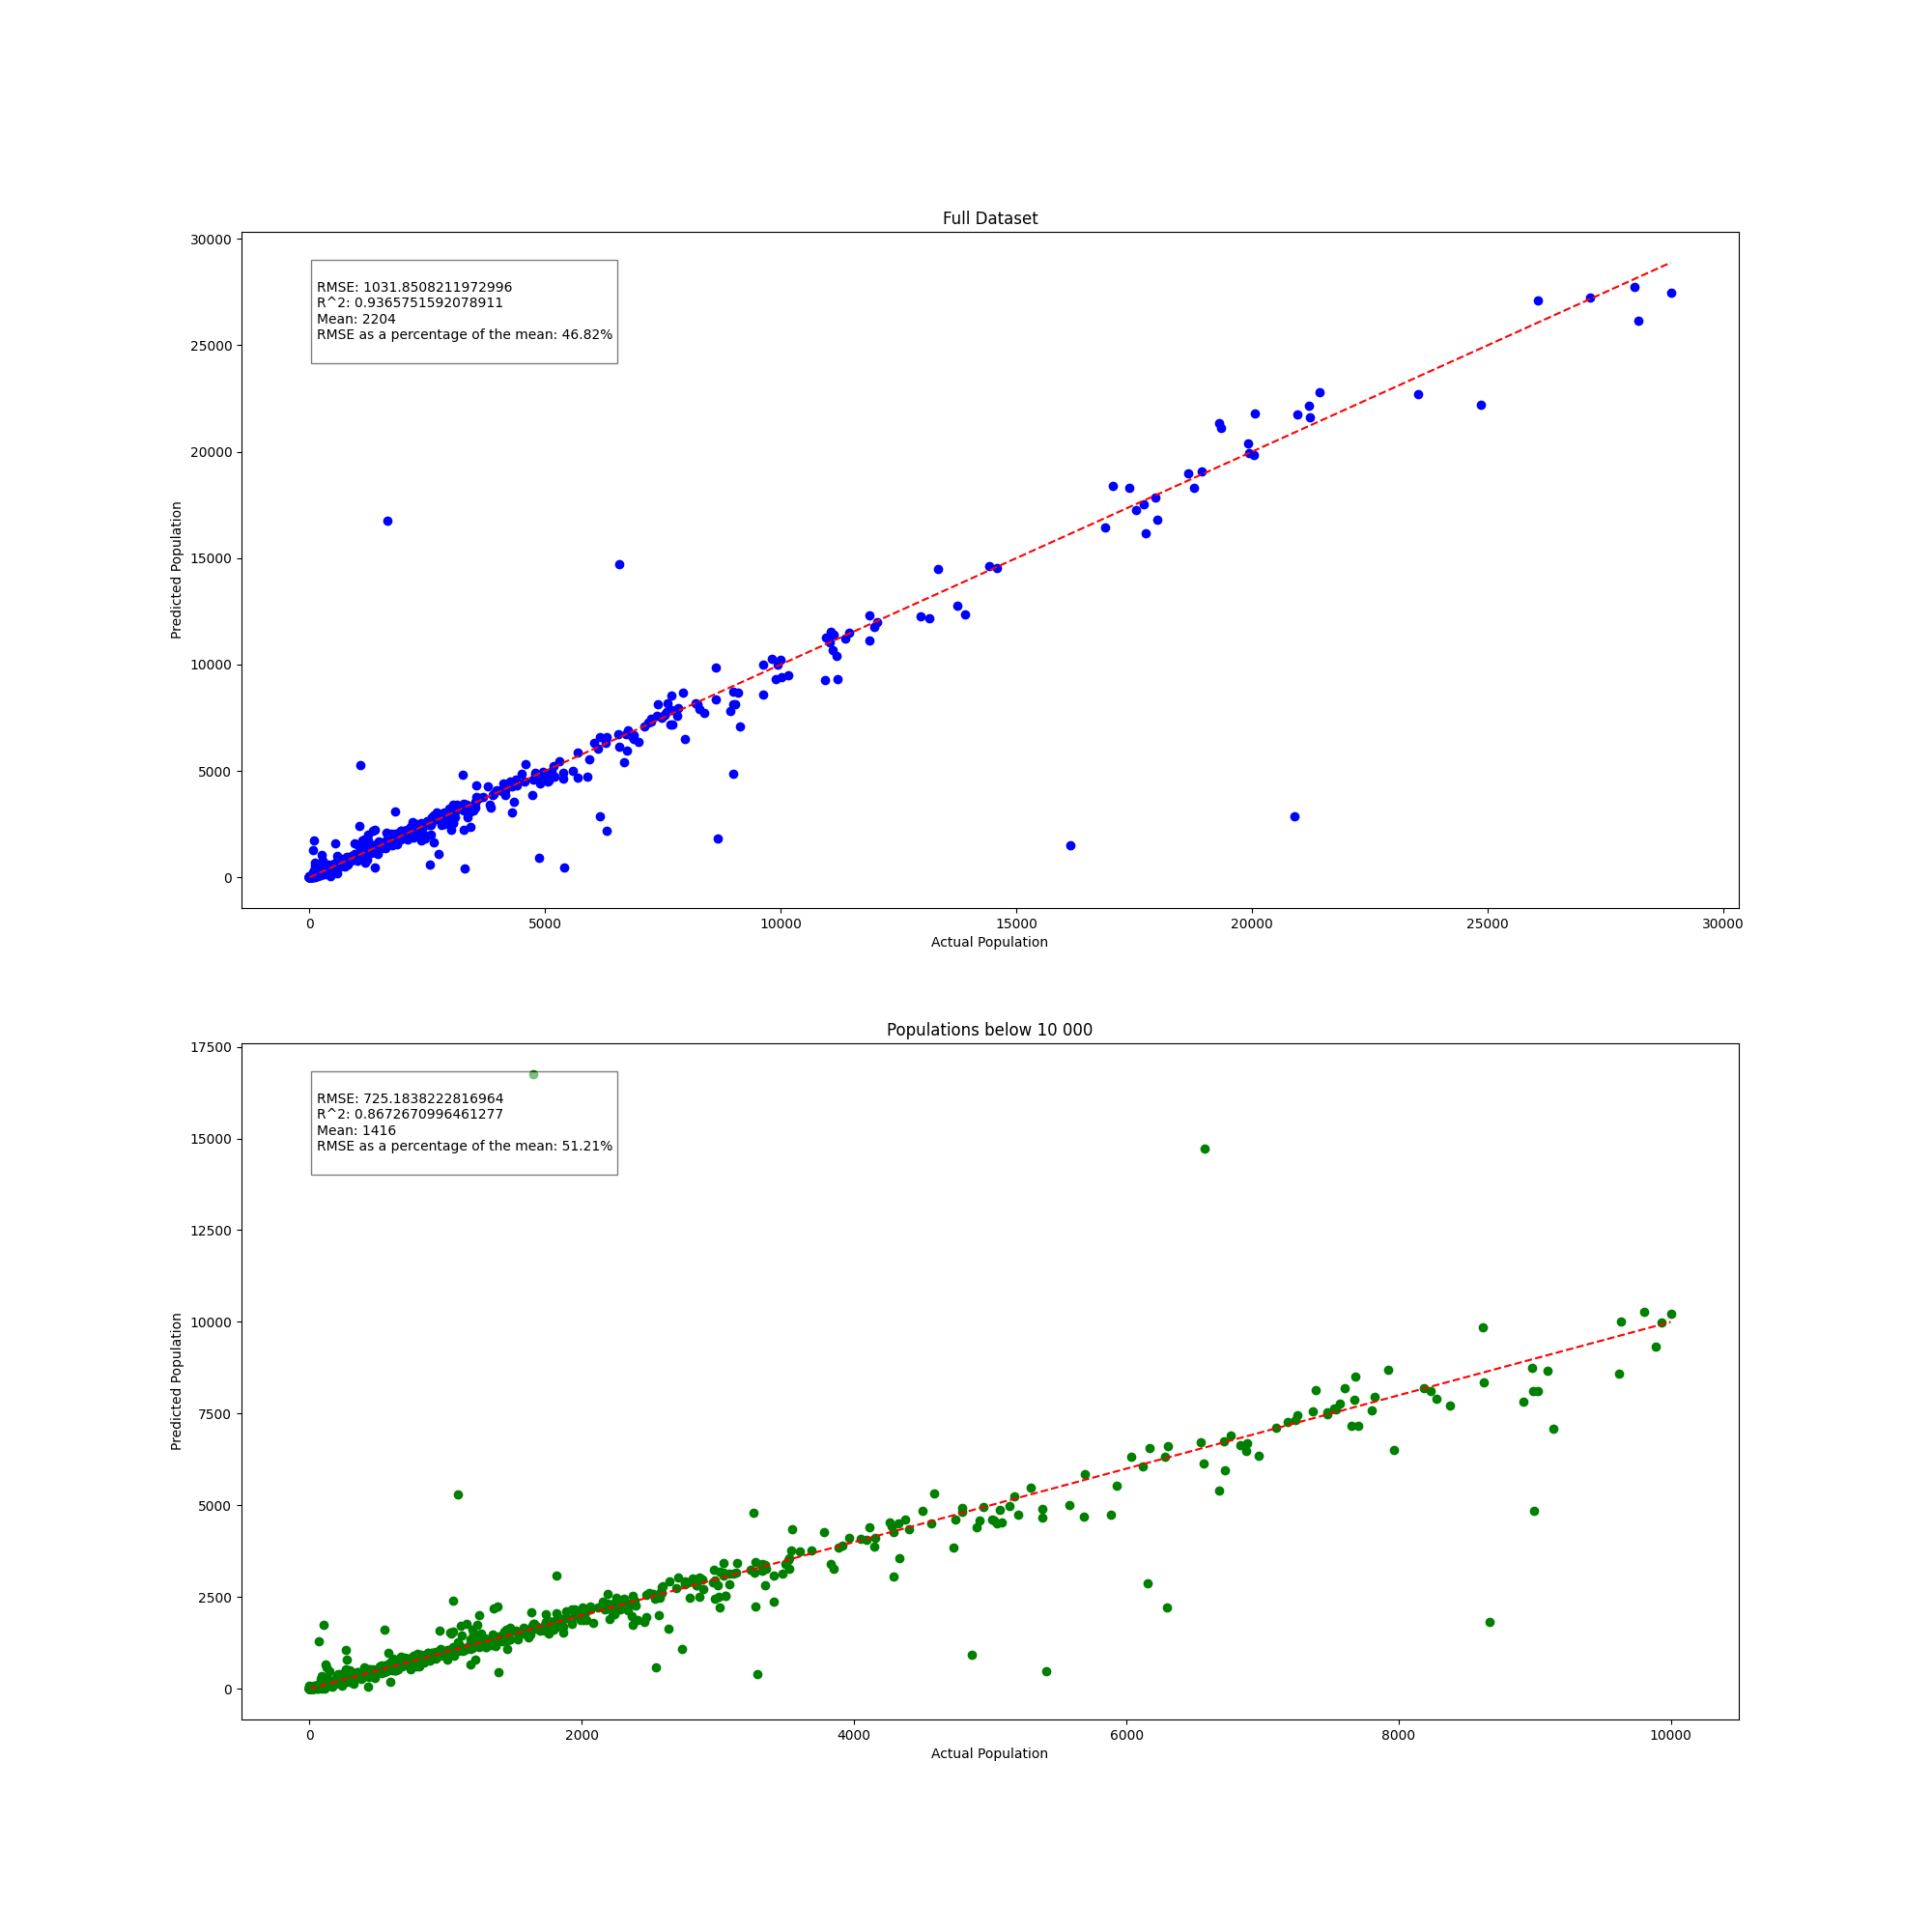 Full Dataset
30000
25000
20000
15000
10000
5000
0
Predicted Population
RMSE: 1031.8508211972996
R^2: 0.9365751592078911
Mean: 2204
RMSE as a percentage of the mean: 46.82%
0 5000 10000 15000 20000 25000 30000
Actual Population
Populations below 10 000
17500
15000
12500
10000
7500
5000
2500
0
Predicted Population
RMSE: 725.1838222816964
R^2: 0.8672670996461277
Mean: 1416
RMSE as a percentage of the mean: 51.21%
0 2000 4000 6000 8000 10000
Actual Population